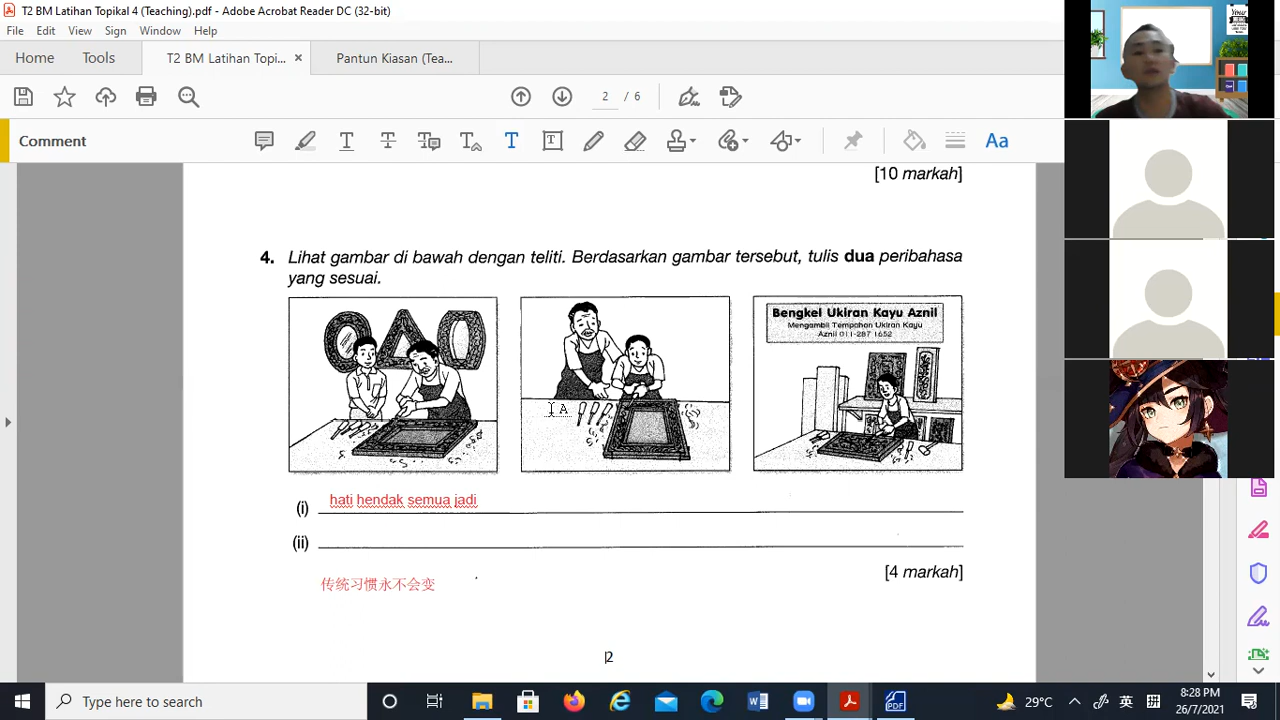 T2 BM Latihan Topikal 4 (Teaching).pdf - Adobe Acrobat Reader DC (32-bit)
File Edit View Sign Window Help
Home Tools T2 BM Latihan Topi... × Pantun Kiasan (Tea...
2 / 6
Comment
Aa
[10 markah]
4. Lihat gambar di bawah dengan teliti. Berdasarkan gambar tersebut, tulis dua peribahasa
yang sesuai.
Bengkel Ukiran Kayu Aznil
Mengambil Tempahan Ukiran Kayu
Aznil 011-287 1652
(i) hati hendak semua jadi
(ii)
[4 markah]
传统习惯永不会变
2
Type here to search
29°C
英
8:28 PM
26/7/2021